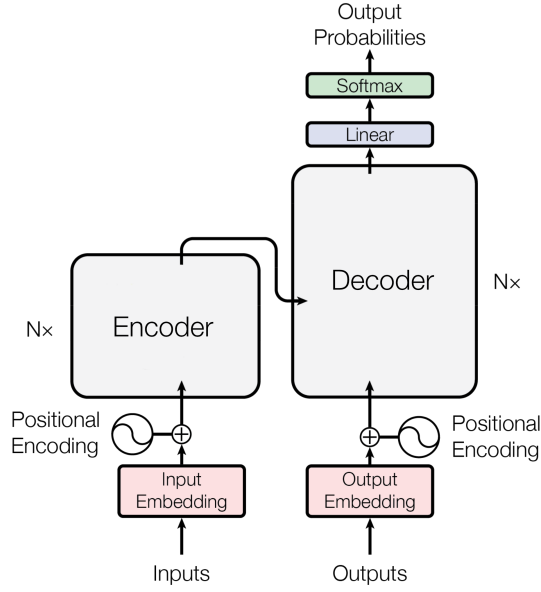 Output
Probabilities
Softmax
Linear
Decoder
N×
Encoder
N×
Positional
Encoding
Positional
Encoding
Input
Embedding
Output
Embedding
Inputs
Outputs